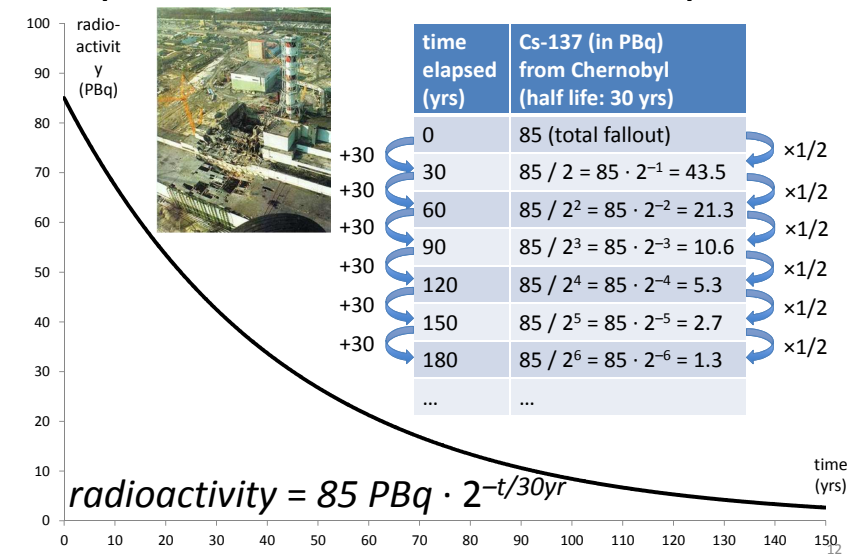 radio-
activit
y
(PBq)
100
90
80
70
60
50
40
30
20
10
0
0 10 20 30 40 50 60 70 80 90 100 110 120 130 140 150
time
(yrs)
time elapsed (yrs)
Cs-137 (in PBq) from Chernobyl (half life: 30 yrs)
0 85 (total fallout)
30 85 / 2 = 85 · 2⁻¹ = 43.5
60 85 / 2² = 85 · 2⁻² = 21.3
90 85 / 2³ = 85 · 2⁻³ = 10.6
120 85 / 2⁴ = 85 · 2⁻⁴ = 5.3
150 85 / 2⁵ = 85 · 2⁻⁵ = 2.7
180 85 / 2⁶ = 85 · 2⁻⁶ = 1.3
... ...
+30
+30
+30
+30
+30
+30
×1/2
×1/2
×1/2
×1/2
×1/2
×1/2
radioactivity = 85 PBq · 2^–t/30yr
12